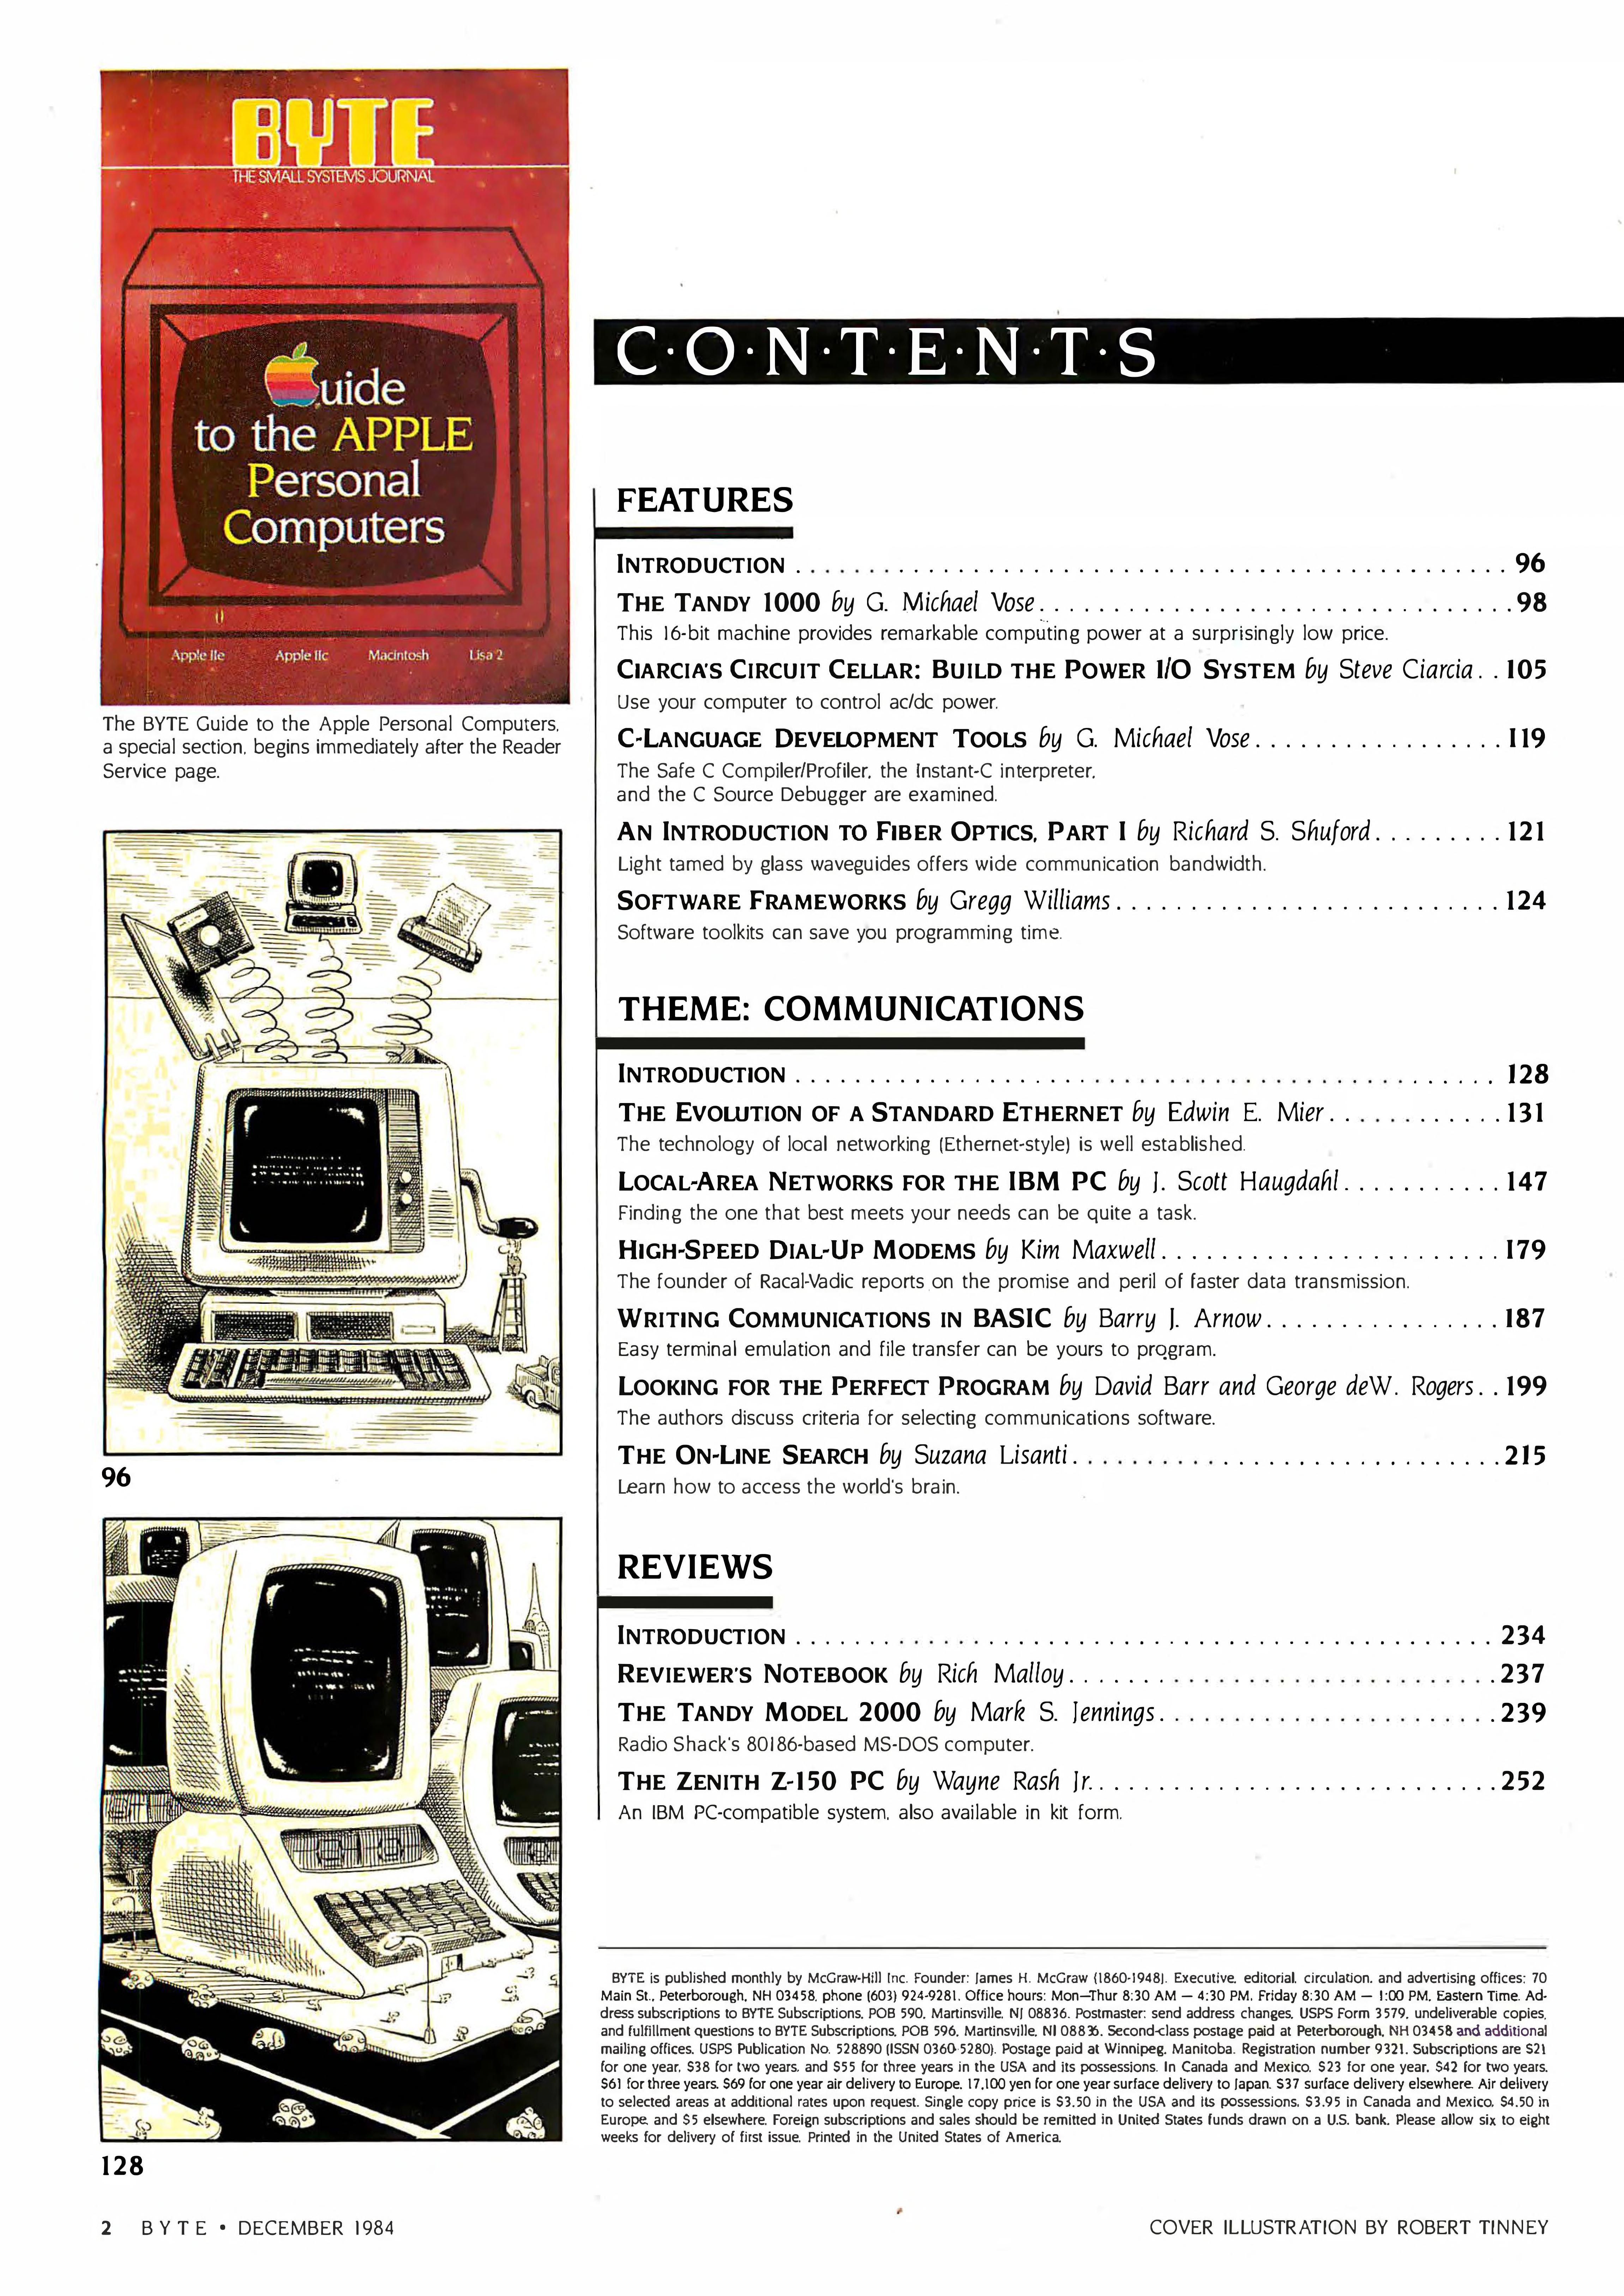 BYTE
THE SMALL SYSTEMS JOURNAL
Guide
to the APPLE
Personal
Computers
Apple IIe Apple IIc Macintosh Lisa 2
The BYTE Guide to the Apple Personal Computers,
a special section, begins immediately after the Reader
Service page.
96
128
C·O·N·T·E·N·T·S
FEATURES
INTRODUCTION . . . 96
THE TANDY 1000 by G. Michael Vose . . . 98
This 16-bit machine provides remarkable computing power at a surprisingly low price.
CIARCIA'S CIRCUIT CELLAR: BUILD THE POWER I/O SYSTEM by Steve Ciarcia . . 105
Use your computer to control ac/dc power.
C-LANGUAGE DEVELOPMENT TOOLS by G. Michael Vose . . . 119
The Safe C Compiler/Profiler, the Instant-C interpreter,
and the C Source Debugger are examined.
AN INTRODUCTION TO FIBER OPTICS, PART 1 by Richard S. Shuford . . . 121
Light tamed by glass waveguides offers wide communication bandwidth.
SOFTWARE FRAMEWORKS by Gregg Williams . . . 124
Software toolkits can save you programming time.
THEME: COMMUNICATIONS
INTRODUCTION . . . 128
THE EVOLUTION OF A STANDARD ETHERNET by Edwin E. Mier . . . 131
The technology of local networking (Ethernet-style) is well established.
LOCAL-AREA NETWORKS FOR THE IBM PC by J. Scott Haugdahl . . . 147
Finding the one that best meets your needs can be quite a task.
HIGH-SPEED DIAL-UP MODEMS by Kim Maxwell . . . 179
The founder of Racal-Vadic reports on the promise and peril of faster data transmission.
WRITING COMMUNICATIONS IN BASIC by Barry J. Arnow . . . 187
Easy terminal emulation and file transfer can be yours to program.
LOOKING FOR THE PERFECT PROGRAM by David Barr and George deW. Rogers . . 199
The authors discuss criteria for selecting communications software.
THE ON-LINE SEARCH by Suzana Lisanti . . . 215
Learn how to access the world's brain.
REVIEWS
INTRODUCTION . . . 234
REVIEWER'S NOTEBOOK by Rich Malloy . . . 237
THE TANDY MODEL 2000 by Mark S. Jennings . . . 239
Radio Shack's 80186-based MS-DOS computer.
THE ZENITH Z-150 PC by Wayne Rash Jr. . . . 252
An IBM PC-compatible system, also available in kit form.
BYTE is published monthly by McGraw-Hill Inc. Founder: James H. McGraw (1860-1948). Executive, editorial, circulation, and advertising offices: 70
Main St., Peterborough, NH 03458, phone (603) 924-9281. Office hours: Mon—Thur 8:30 AM — 4:30 PM, Friday 8:30 AM — 1:00 PM, Eastern Time. Ad-
dress subscriptions to BYTE Subscriptions, POB 590, Martinsville, NJ 08836. Postmaster: send address changes, USPS Form 3579, undeliverable copies,
and fulfillment questions to BYTE Subscriptions, POB 596, Martinsville, NJ 08836. Second-class postage paid at Peterborough, NH 03458 and additional
mailing offices. USPS Publication No. 528890 (ISSN 0360-5280). Postage paid at Winnipeg, Manitoba. Registration number 9321. Subscriptions are $21
for one year, $38 for two years, and $55 for three years in the USA and its possessions. In Canada and Mexico, $23 for one year, $42 for two years,
$61 for three years. $69 for one year air delivery to Europe. 17,100 yen for one year surface delivery to Japan. $37 surface delivery elsewhere. Air delivery
to selected areas at additional rates upon request. Single copy price is $3.50 in the USA and its possessions, $3.95 in Canada and Mexico, $4.50 in
Europe, and $5 elsewhere. Foreign subscriptions and sales should be remitted in United States funds drawn on a U.S. bank. Please allow six to eight
weeks for delivery of first issue. Printed in the United States of America.
2 BYTE • DECEMBER 1984
COVER ILLUSTRATION BY ROBERT TINNEY